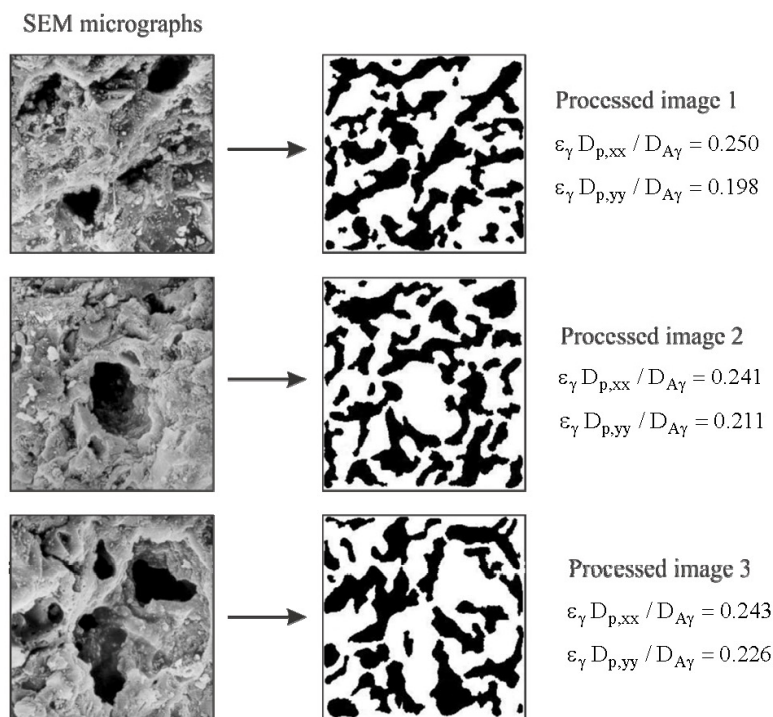 SEM micrographs
Processed image 1
εγ Dp,xx / DAγ = 0.250
εγ Dp,yy / DAγ = 0.198
Processed image 2
εγ Dp,xx / DAγ = 0.241
εγ Dp,yy / DAγ = 0.211
Processed image 3
εγ Dp,xx / DAγ = 0.243
εγ Dp,yy / DAγ = 0.226